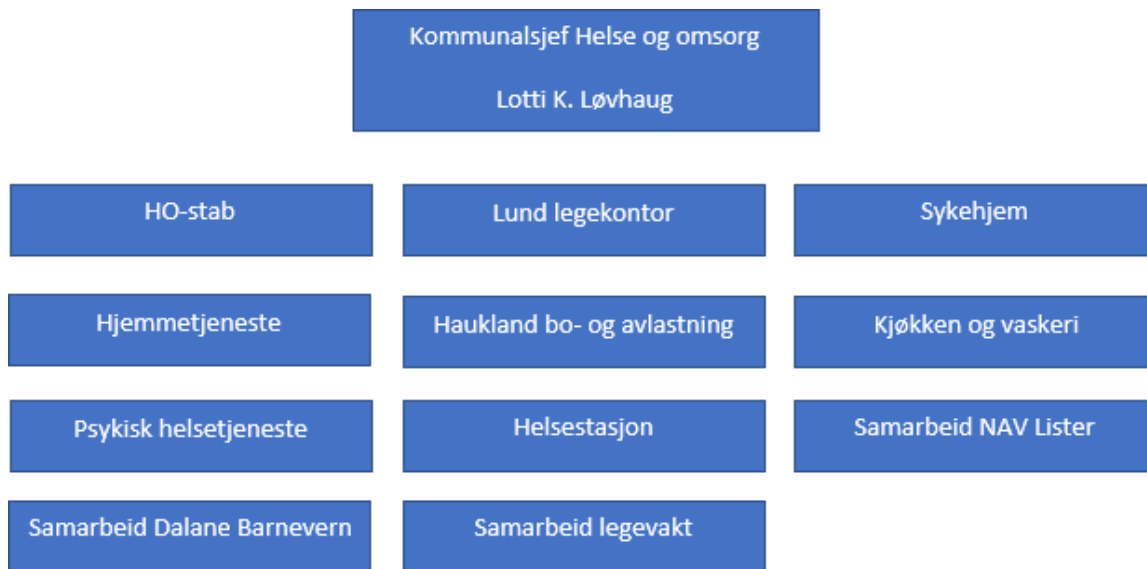 Kommunalsjef Helse og omsorg
Lotti K. Løvhaug
HO-stab
Lund legekontor
Sykehjem
Hjemmetjeneste
Haukland bo- og avlastning
Kjøkken og vaskeri
Psykisk helsetjeneste
Helsestasjon
Samarbeid NAV Lister
Samarbeid Dalane Barnevern
Samarbeid legevakt